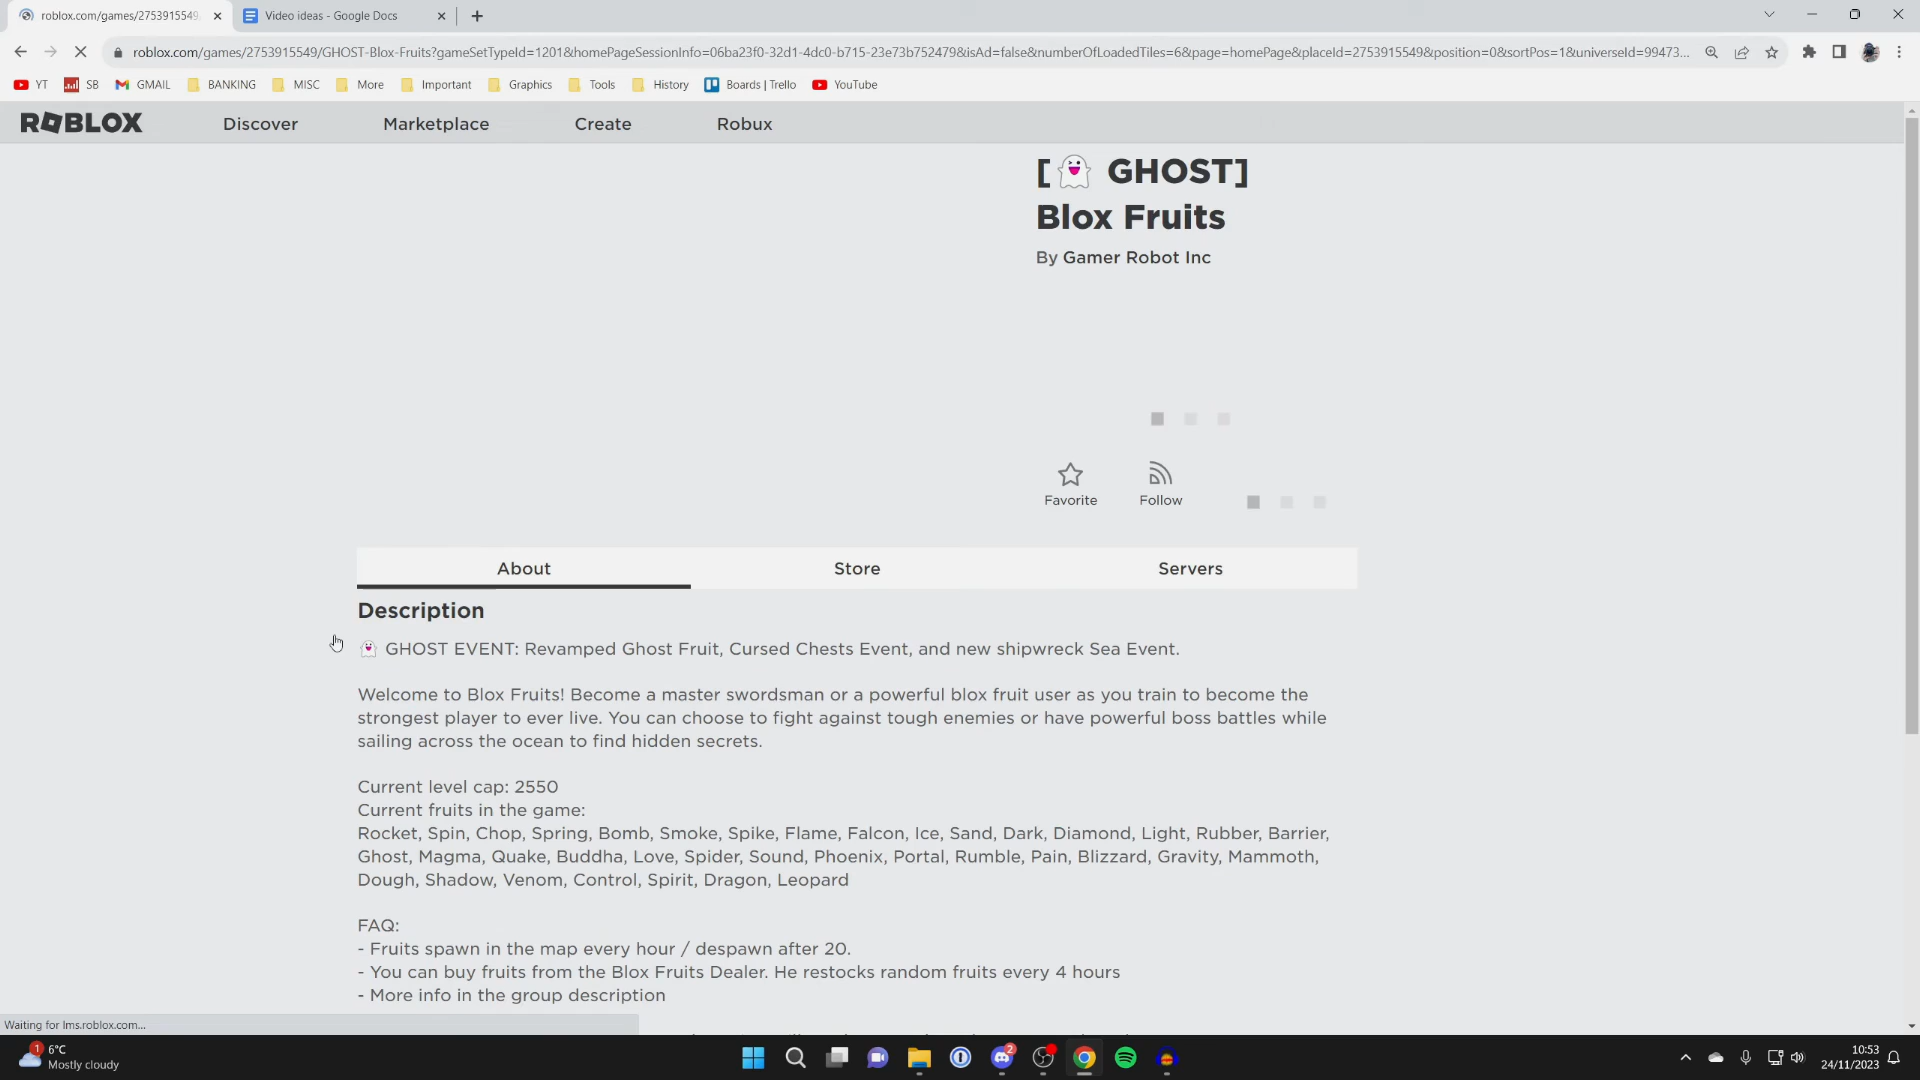 roblox.com/games/2753915549,
Video ideas - Google Docs
roblox.com/games/2753915549/GHOST-Blox-Fruits?gameSetTypeId=1201&homePageSessionInfo=06ba23f0-32d1-4dc0-b715-23e73b752479&isAd=false&numberOfLoadedTiles=6&page=homePage&placeId=2753915549&position=0&sortPos=1&universeId=99473...
YT SB GMAIL BANKING MISC More Important Graphics Tools History Boards | Trello YouTube
ROBLOX Discover Marketplace Create Robux
[👻 GHOST]
Blox Fruits
By Gamer Robot Inc
Favorite Follow
About Store Servers
Description
👻 GHOST EVENT: Revamped Ghost Fruit, Cursed Chests Event, and new shipwreck Sea Event.
Welcome to Blox Fruits! Become a master swordsman or a powerful blox fruit user as you train to become the
strongest player to ever live. You can choose to fight against tough enemies or have powerful boss battles while
sailing across the ocean to find hidden secrets.
Current level cap: 2550
Current fruits in the game:
Rocket, Spin, Chop, Spring, Bomb, Smoke, Spike, Flame, Falcon, Ice, Sand, Dark, Diamond, Light, Rubber, Barrier,
Ghost, Magma, Quake, Buddha, Love, Spider, Sound, Phoenix, Portal, Rumble, Pain, Blizzard, Gravity, Mammoth,
Dough, Shadow, Venom, Control, Spirit, Dragon, Leopard
FAQ:
- Fruits spawn in the map every hour / despawn after 20.
- You can buy fruits from the Blox Fruits Dealer. He restocks random fruits every 4 hours
- More info in the group description
Waiting for lms.roblox.com...
1 6°C
Mostly cloudy
2
10:53
24/11/2023